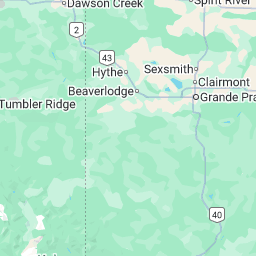 Dawson Creek
Spirit River
2
43
Hythe
Sexsmith
Clairmont
Beaverlodge
Grande Pra
Tumbler Ridge
40